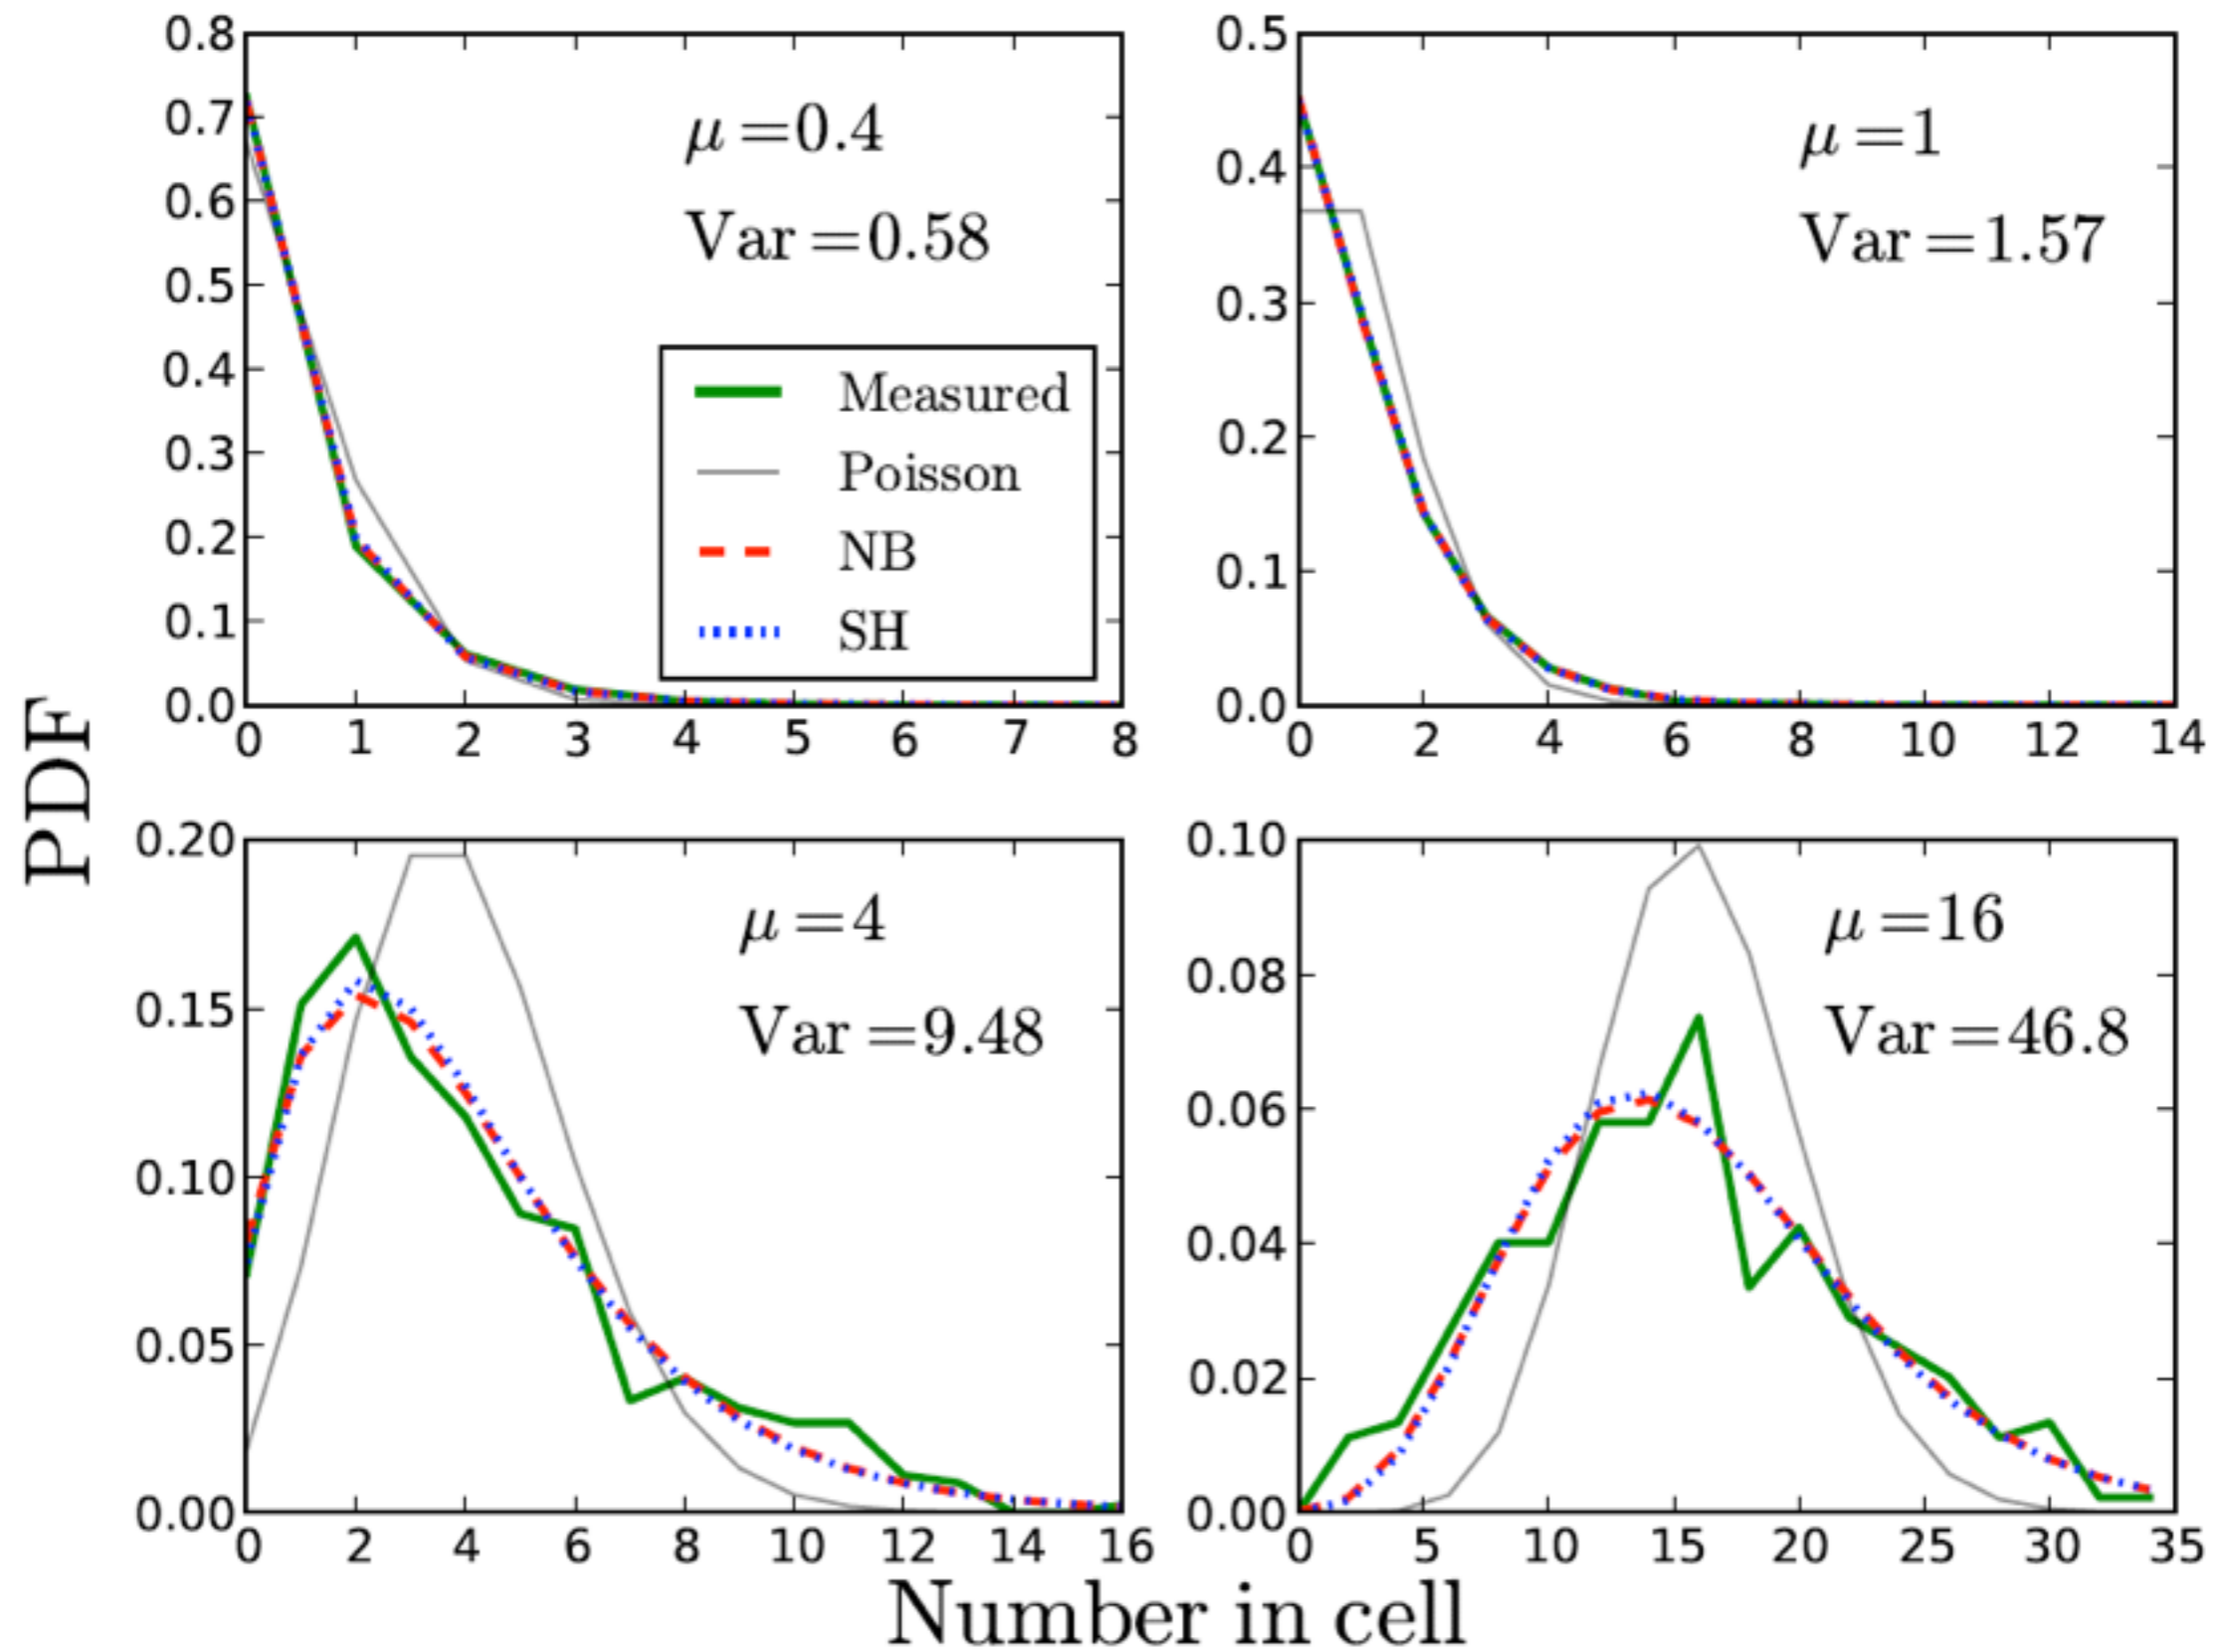 PDF
0.8
0.7
0.6
0.5
0.4
0.3
0.2
0.1
0.0
0 1 2 3 4 5 6 7 8
μ=0.4
Var=0.58
Measured
Poisson
NB
SH
0.5
0.4
0.3
0.2
0.1
0.0
0 2 4 6 8 10 12 14
μ=1
Var=1.57
0.20
0.15
0.10
0.05
0.00
0 2 4 6 8 10 12 14 16
μ=4
Var=9.48
0.10
0.08
0.06
0.04
0.02
0.00
0 5 10 15 20 25 30 35
μ=16
Var=46.8
Number in cell